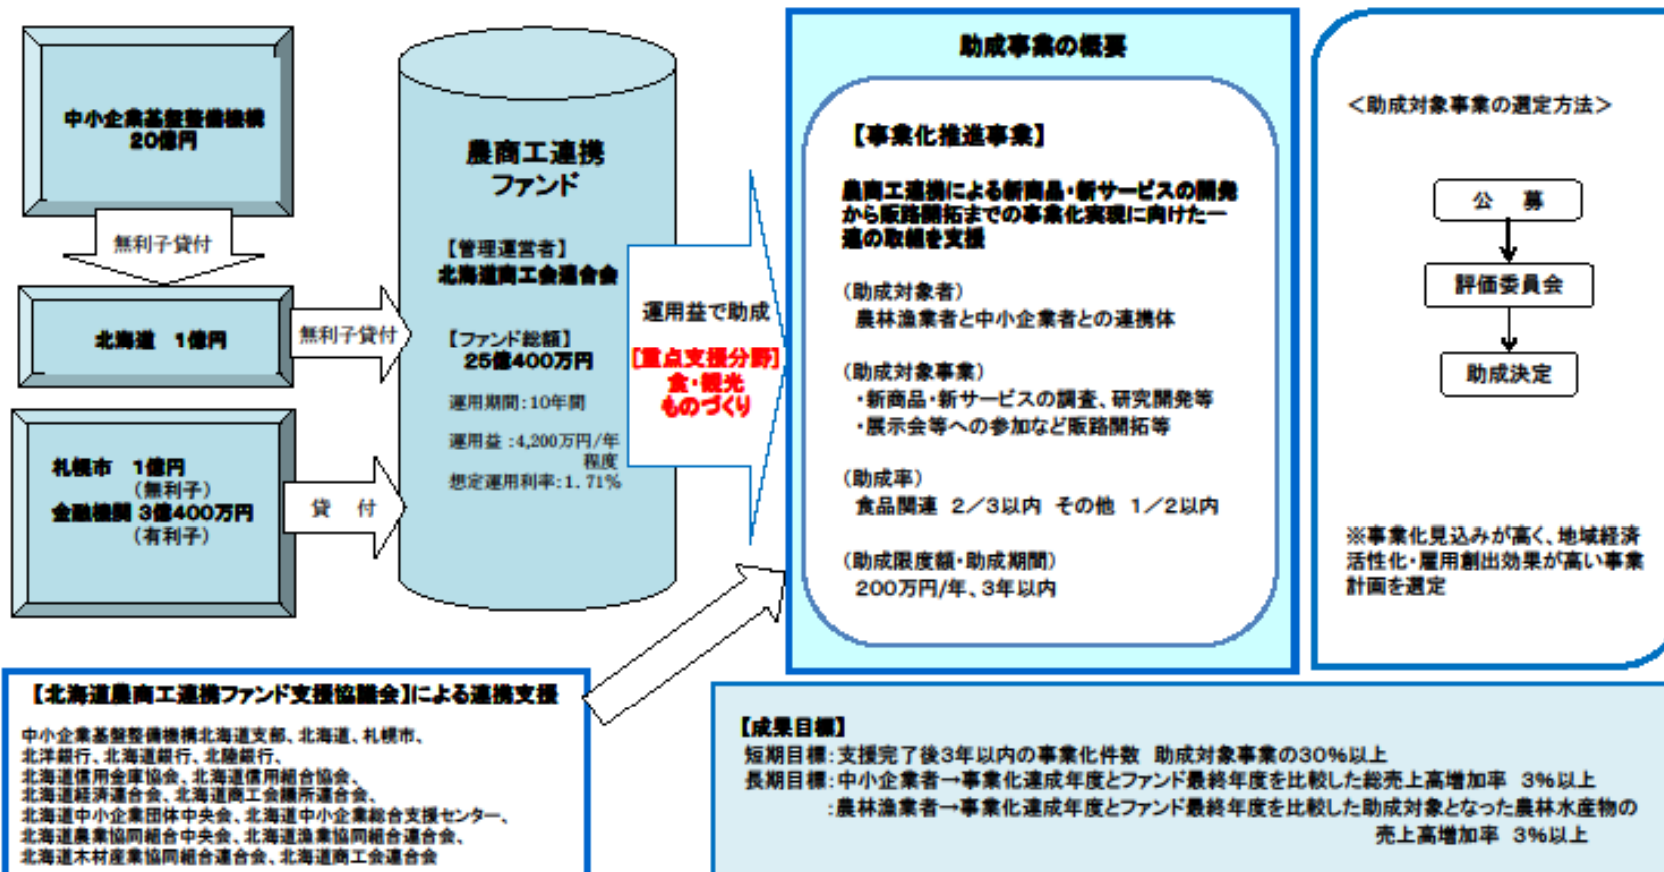 中小企業基盤整備機構
20億円
無利子貸付
北海道　1億円
無利子貸付
札幌市　1億円
（無利子）
金融機関 3億400万円
（有利子）
貸　付
農商工連携
ファンド
【管理運営者】
北海道商工会連合会
【ファンド総額】
25億400万円
運用期間：10年間
運用益：4,200万円/年
程度
想定運用利率：1.71%
運用益で助成
【重点支援分野】
食・観光
ものづくり
助成事業の概要
【事業化推進事業】
農商工連携による新商品・新サービスの開発
から販路開拓までの事業化実現に向けた一
連の取組を支援
（助成対象者）
農林漁業者と中小企業者との連携体
（助成対象事業）
・新商品・新サービスの調査、研究開発等
・展示会等への参加など販路開拓等
（助成率）
食品関連　2／3以内　その他　1／2以内
（助成限度額・助成期間）
200万円/年、3年以内
＜助成対象事業の選定方法＞
公　募
評価委員会
助成決定
※事業化見込みが高く、地域経済
活性化・雇用創出効果が高い事業
計画を選定
【北海道農商工連携ファンド支援協議会】による連携支援
中小企業基盤整備機構北海道支部、北海道、札幌市、
北洋銀行、北海道銀行、北陸銀行、
北海道信用金庫協会、北海道信用組合協会、
北海道経済連合会、北海道商工会議所連合会、
北海道中小企業団体中央会、北海道中小企業総合支援センター、
北海道農業協同組合中央会、北海道漁業協同組合連合会、
北海道木材産業協同組合連合会、北海道商工会連合会
【成果目標】
短期目標：支援完了後3年以内の事業化件数　助成対象事業の30%以上
長期目標：中小企業者→事業化達成年度とファンド最終年度を比較した総売上高増加率　3%以上
：農林漁業者→事業化達成年度とファンド最終年度を比較した助成対象となった農林水産物の
売上高増加率　3%以上